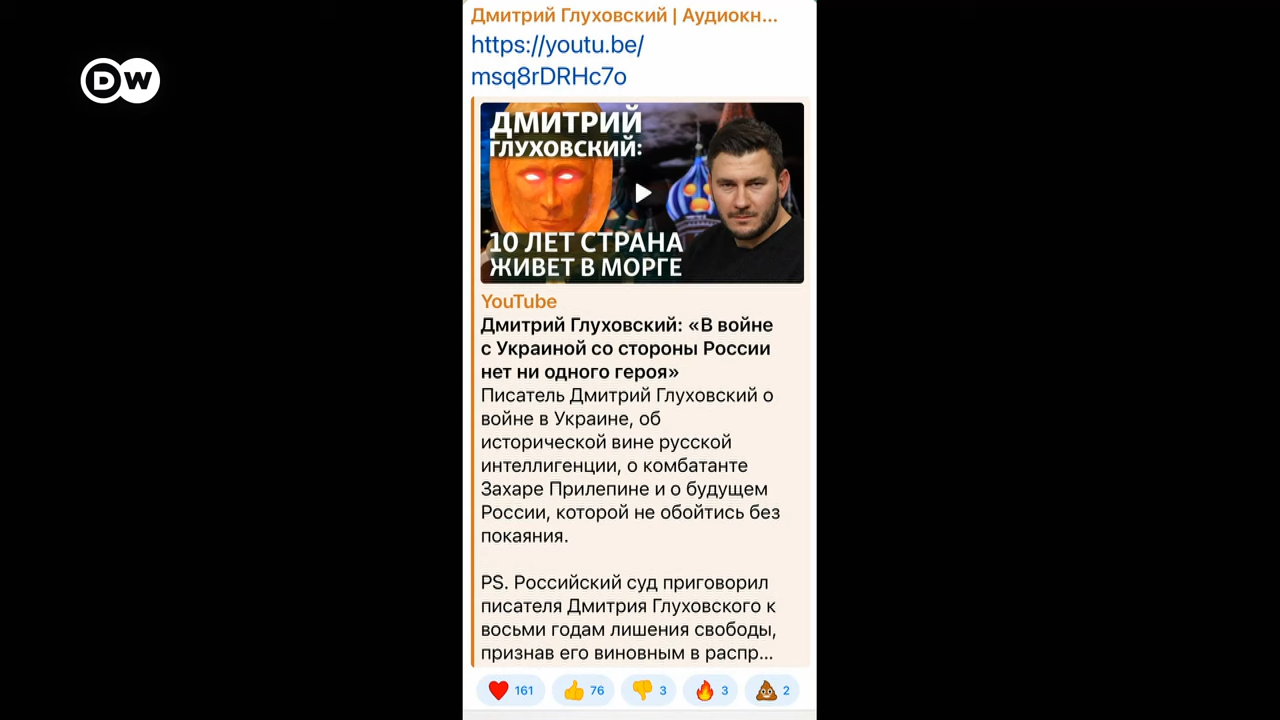 DW
Дмитрий Глуховский | Аудиокн...
https://youtu.be/
msq8rDRHc7o
ДМИТРИЙ
ГЛУХОВСКИЙ:
10 ЛЕТ СТРАНА
ЖИВЕТ В МОРГЕ
YouTube
Дмитрий Глуховский: «В войне
с Украиной со стороны России
нет ни одного героя»
Писатель Дмитрий Глуховский о
войне в Украине, об
исторической вине русской
интеллигенции, о комбатанте
Захаре Прилепине и о будущем
России, которой не обойтись без
покаяния.
PS. Российский суд приговорил
писателя Дмитрия Глуховского к
восьми годам лишения свободы,
признав его виновным в распр...
161 76 3 3 2